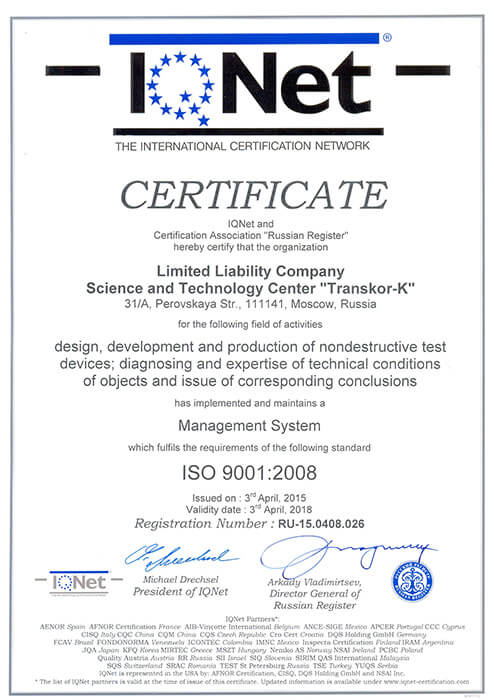 IQNet ®
THE INTERNATIONAL CERTIFICATION NETWORK
CERTIFICATE
IQNet and
Certification Association "Russian Register"
hereby certify that the organization
Limited Liability Company
Science and Technology Center "Transkor-K"
31/A, Perovskaya Str., 111141, Moscow, Russia
for the following field of activities
design, development and production of nondestructive test
devices; diagnosing and expertise of technical conditions
of objects and issue of corresponding conclusions
has implemented and maintains a
Management System
which fulfils the requirements of the following standard
ISO 9001:2008
Issued on : 3rd April, 2015
Validity date : 3rd April, 2018
Registration Number : RU-15.0408.026
IQNet
Michael Drechsel
President of IQNet
Arkady Vladimirtsev,
Director General of
Russian Register
IQNet Partners*:
AENOR Spain AFNOR Certification France AIB-Vinçotte International Belgium ANCE-SIGE Mexico APCER Portugal CCC Cyprus
CISQ Italy CQC China CQM China CQS Czech Republic Cro Cert Croatia DQS Holding GmbH Germany
FCAV Brazil FONDONORMA Venezuela ICONTEC Colombia IMNC Mexico Inspecta Certification Finland IRAM Argentina
JQA Japan KFQ Korea MIRTEC Greece MSZT Hungary Nemko AS Norway NSAI Ireland PCBC Poland
Quality Austria Austria RR Russia SII Israel SIQ Slovenia SIRIM QAS International Malaysia
SQS Switzerland SRAC Romania TEST St Petersburg Russia TSE Turkey YUQS Serbia
IQNet is represented in the USA by: AFNOR Certification, CISQ, DQS Holding GmbH and NSAI Inc.
* The list of IQNet partners is valid at the time of issue of this certificate. Updated information is available under www.iqnet-certification.com